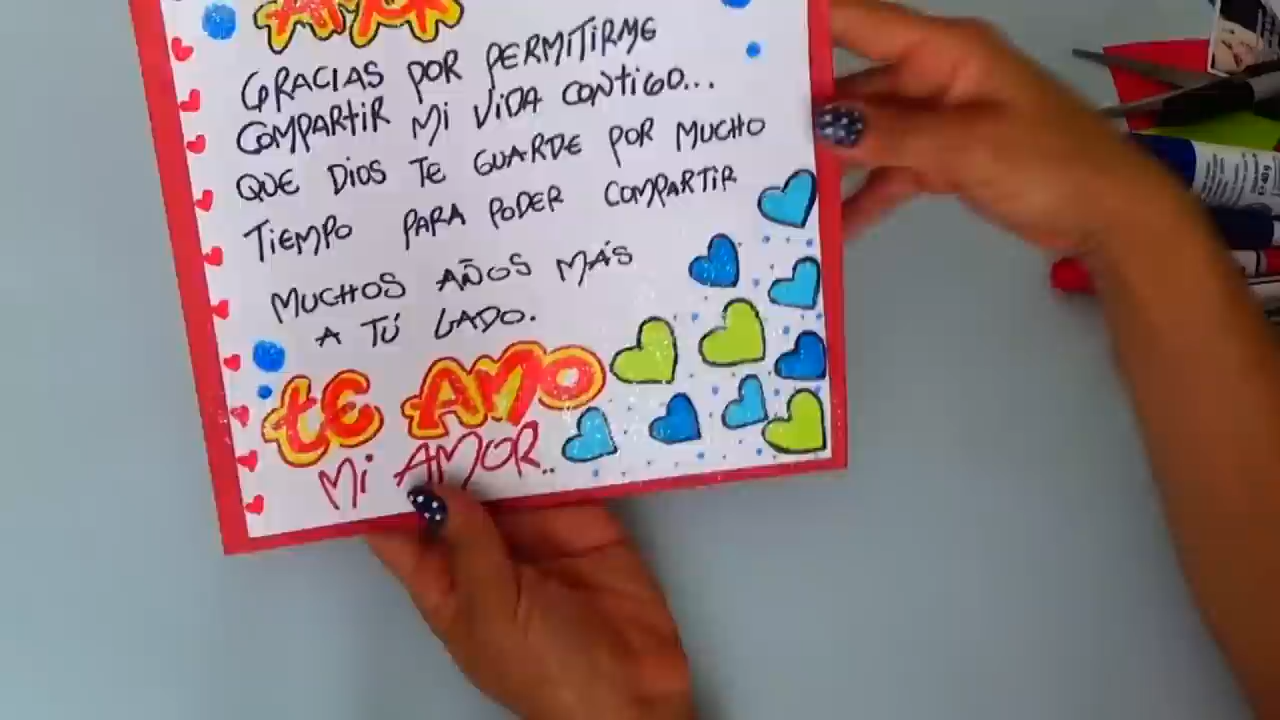 AMOR
GRACIAS POR PERMITIRME
COMPARTIR Mi ViDA CONTiGO...
QUE DiOS TE GUARDE POR MUCHO
TiEMPO PARA PODER COMPARTiR
MUCHOS AÑOS MÁS
A TÚ LADO.
tE AMO
Mi AMOR..